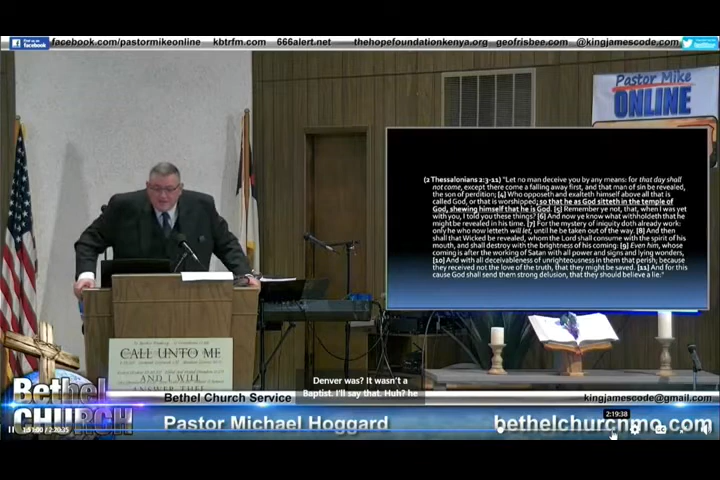 Find us on
facebook facebook.com/pastormikeonline kbtrfm.com 666alert.net thehopefoundationkenya.org geofrisbee.com @kingjamescode.com twitter
Pastor Mike
ONLINE
(2 Thessalonians 2:3-11) "Let no man deceive you by any means: for that day shall
not come, except there come a falling away first, and that man of sin be revealed,
the son of perdition; [4] Who opposeth and exalteth himself above all that is
called God, or that is worshipped; so that he as God sitteth in the temple of
God, shewing himself that he is God. [5] Remember ye not, that, when I was yet
with you, I told you these things? [6] And now ye know what withholdeth that he
might be revealed in his time. [7] For the mystery of iniquity doth already work:
only he who now letteth will let, until he be taken out of the way. [8] And then
shall that Wicked be revealed, whom the Lord shall consume with the spirit of his
mouth, and shall destroy with the brightness of his coming: [9] Even him, whose
coming is after the working of Satan with all power and signs and lying wonders,
[10] And with all deceivableness of unrighteousness in them that perish; because
they received not the love of the truth, that they might be saved. [11] And for this
cause God shall send them strong delusion, that they should believe a lie:"
CALL UNTO ME
AND I WILL
ANSWER THEE
Denver was? It wasn't a
Baptist. I'll say that. Huh? he
Bethel
CHURCH
Bethel Church Service
kingjamescode@gmail.com
2:19:38
Pastor Michael Hoggard
bethelchurchmo.com